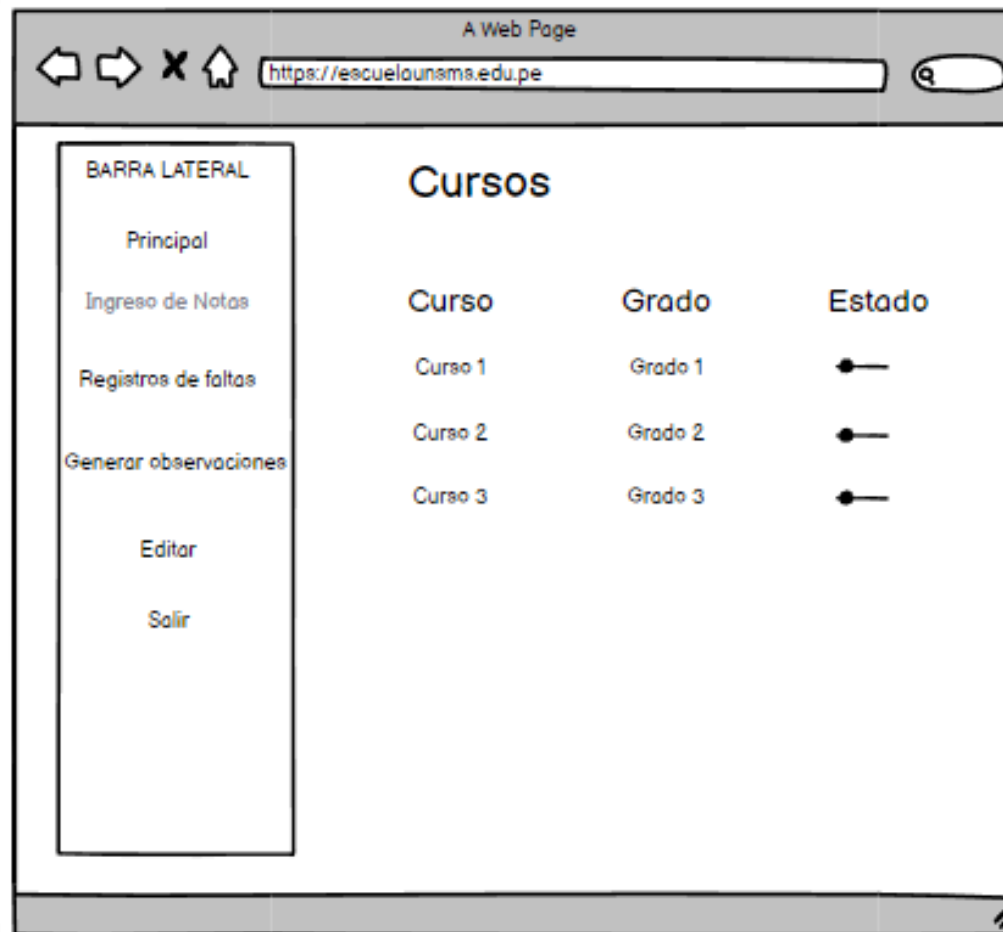 A Web Page
https://escuelaunsms.edu.pe
BARRA LATERAL
Principal
Ingreso de Notas
Registros de faltas
Generar observaciones
Editar
Salir
Cursos
Curso Grado Estado
Curso 1 Grado 1
Curso 2 Grado 2
Curso 3 Grado 3